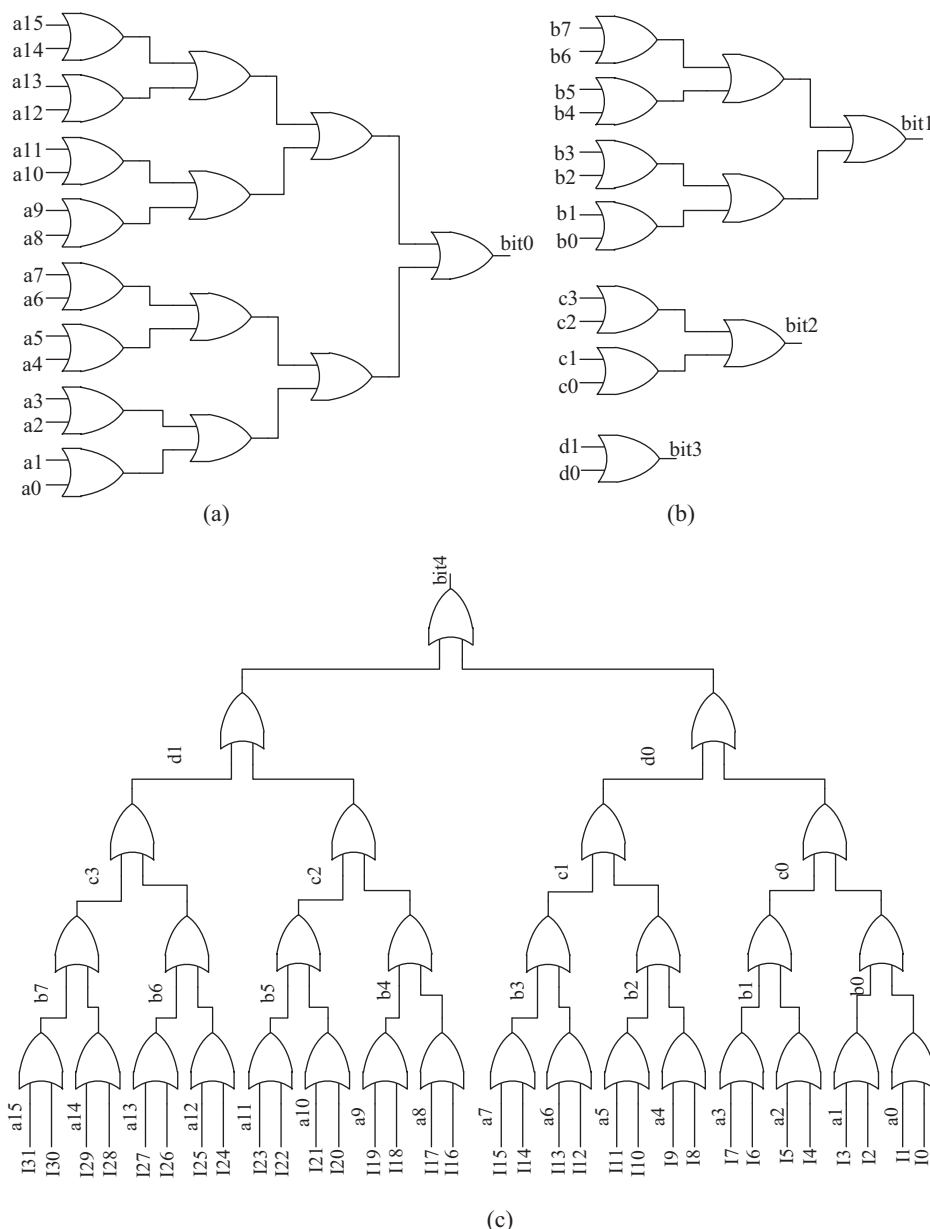 a15
a14
a13
a12
a11
a10
a9
a8
a7
a6
a5
a4
a3
a2
a1
a0
bit0
(a)
b7
b6
b5
b4
b3
b2
b1
b0
bit1
c3
c2
c1
c0
bit2
d1
d0
bit3
(b)
bit4
d1
d0
c3
c2
c1
c0
b7
b6
b5
b4
b3
b2
b1
b0
a15
a14
a13
a12
a11
a10
a9
a8
a7
a6
a5
a4
a3
a2
a1
a0
I31
I30
I29
I28
I27
I26
I25
I24
I23
I22
I21
I20
I19
I18
I17
I16
I15
I14
I13
I12
I11
I10
I9
I8
I7
I6
I5
I4
I3
I2
I1
I0
(c)